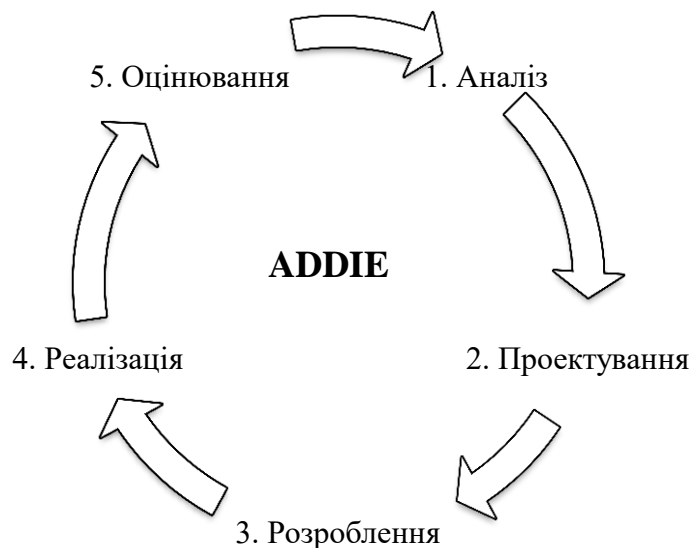 5. Оцінювання
1. Аналіз
ADDIE
4. Реалізація
2. Проектування
3. Розроблення